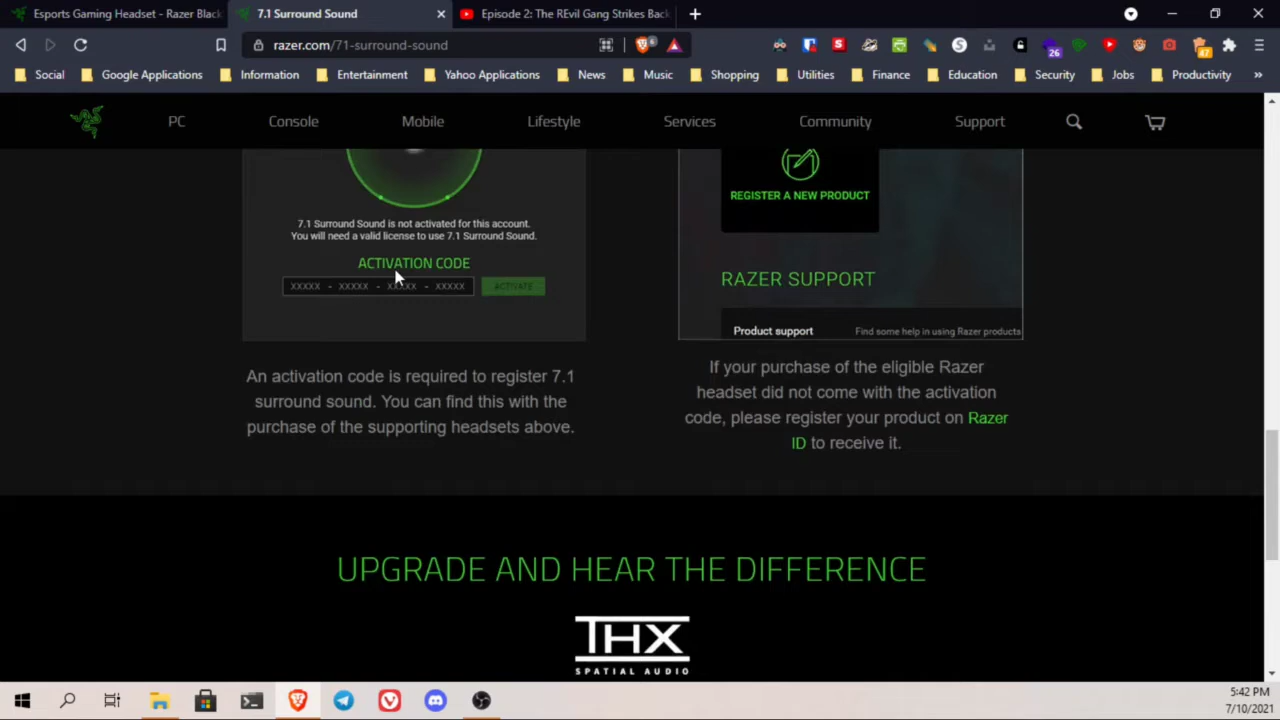 Esports Gaming Headset - Razer Black
7.1 Surround Sound
Episode 2: The REvil Gang Strikes Back
razer.com/71-surround-sound
6
26
47
Social
Google Applications
Information
Entertainment
Yahoo Applications
News
Music
Shopping
Utilities
Finance
Education
Security
Jobs
Productivity
»
PC
Console
Mobile
Lifestyle
Services
Community
Support
7.1 Surround Sound is not activated for this account.
You will need a valid license to use 7.1 Surround Sound.
ACTIVATION CODE
XXXXX - XXXXX - XXXXX - XXXXX
ACTIVATE
An activation code is required to register 7.1
surround sound. You can find this with the
purchase of the supporting headsets above.
REGISTER A NEW PRODUCT
RAZER SUPPORT
Product support
Find some help in using Razer products
If your purchase of the eligible Razer
headset did not come with the activation
code, please register your product on Razer
ID to receive it.
UPGRADE AND HEAR THE DIFFERENCE
THX
SPATIAL AUDIO
5:42 PM
7/10/2021